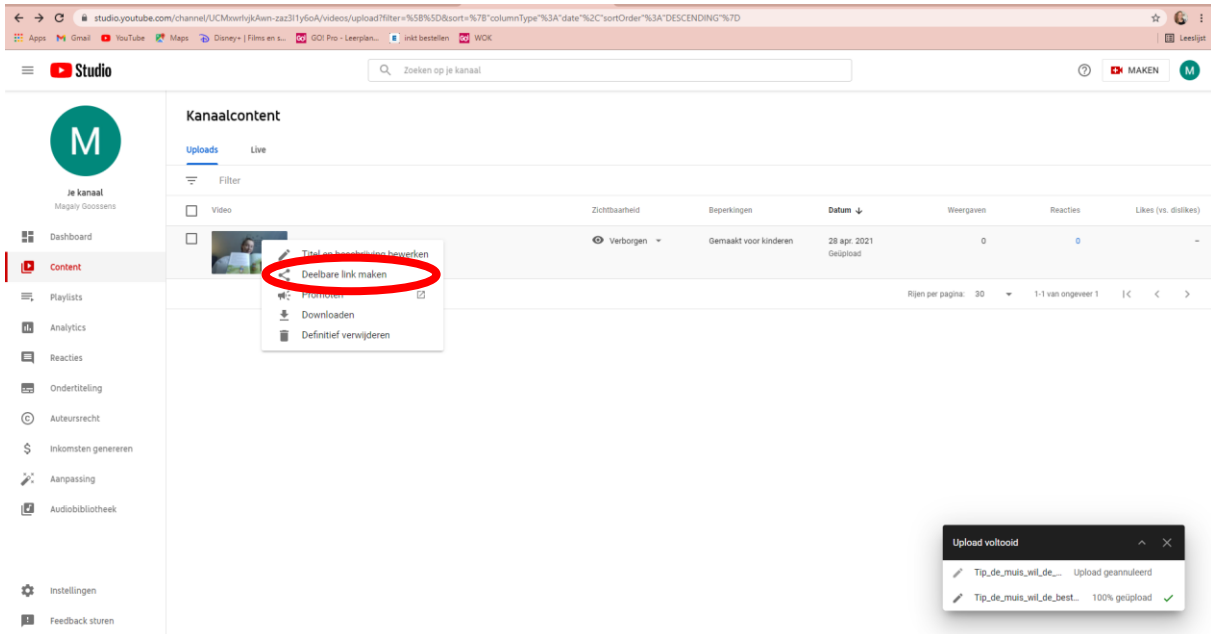 studio.youtube.com/channel/UCMxwrIvjkAwn-zaz3l1y6oA/videos/upload?filter=%5B%5D&sort=%7B"columnType"%3A"date"%2C"sortOrder"%3A"DESCENDING"%7D
Apps Gmail YouTube Maps Disney+ | Films en s... GO! Pro - Leerplan... inkt bestellen WOK Leeslijst
Studio Zoeken op je kanaal MAKEN M
M
Je kanaal
Magaly Goossens
Dashboard
Content
Playlists
Analytics
Reacties
Ondertiteling
Auteursrecht
Inkomsten genereren
Aanpassing
Audiobibliotheek
Instellingen
Feedback sturen
Kanaalcontent
Uploads Live
Filter
Video Zichtbaarheid Beperkingen Datum Weergaven Reacties Likes (vs. dislikes)
Verborgen Gemaakt voor kinderen 28 apr. 2021 0 0 –
Geüpload
Titel en beschrijving bewerken
Deelbare link maken
Promoten
Downloaden
Definitief verwijderen
Rijen per pagina: 30 1-1 van ongeveer 1
Upload voltooid
Tip_de_muis_wil_de_... Upload geannuleerd
Tip_de_muis_wil_de_best... 100% geüpload